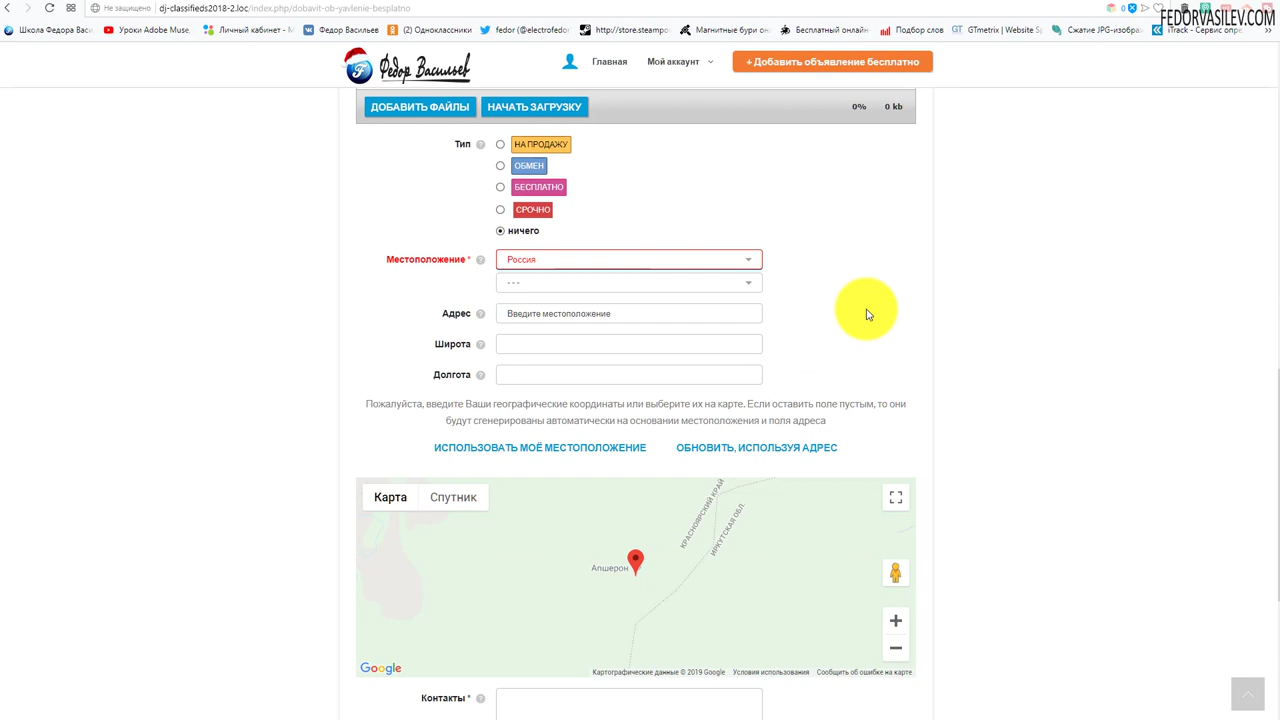 FEDORVASILEV.COM
Не защищено
dj-classifieds2018-2.loc/index.php/dobavit-ob-yavlenie-besplatno
Школа Федора Васи
Уроки Adobe Muse,
Личный кабинет - М
Федор Васильев
(2) Одноклассники
fedor (@electrofedor
http://store.steampo
Магнитные бури он
Бесплатный онлайн
Подбор слов
GTmetrix | Website S
Сжатие JPG-изобра
iTrack - Сервис опре
Федор Васильев
Главная
Мой аккаунт
+ Добавить объявление бесплатно
ДОБАВИТЬ ФАЙЛЫ
НАЧАТЬ ЗАГРУЗКУ
0%
0 kb
Тип
НА ПРОДАЖУ
ОБМЕН
БЕСПЛАТНО
СРОЧНО
ничего
Местоположение *
Россия
- - -
Адрес
Введите местоположение
Широта
Долгота
Пожалуйста, введите Ваши географические координаты или выберите их на карте. Если оставить поле пустым, то они
будут сгенерированы автоматически на основании местоположения и поля адреса
ИСПОЛЬЗОВАТЬ МОЁ МЕСТОПОЛОЖЕНИЕ
ОБНОВИТЬ, ИСПОЛЬЗУЯ АДРЕС
Карта
Спутник
КРАСНОЯРСКИЙ КРАЙ
ИРКУТСКАЯ ОБЛ.
Апшерон
Google
Картографические данные © 2019 Google
Условия использования
Сообщить об ошибке на карте
Контакты *